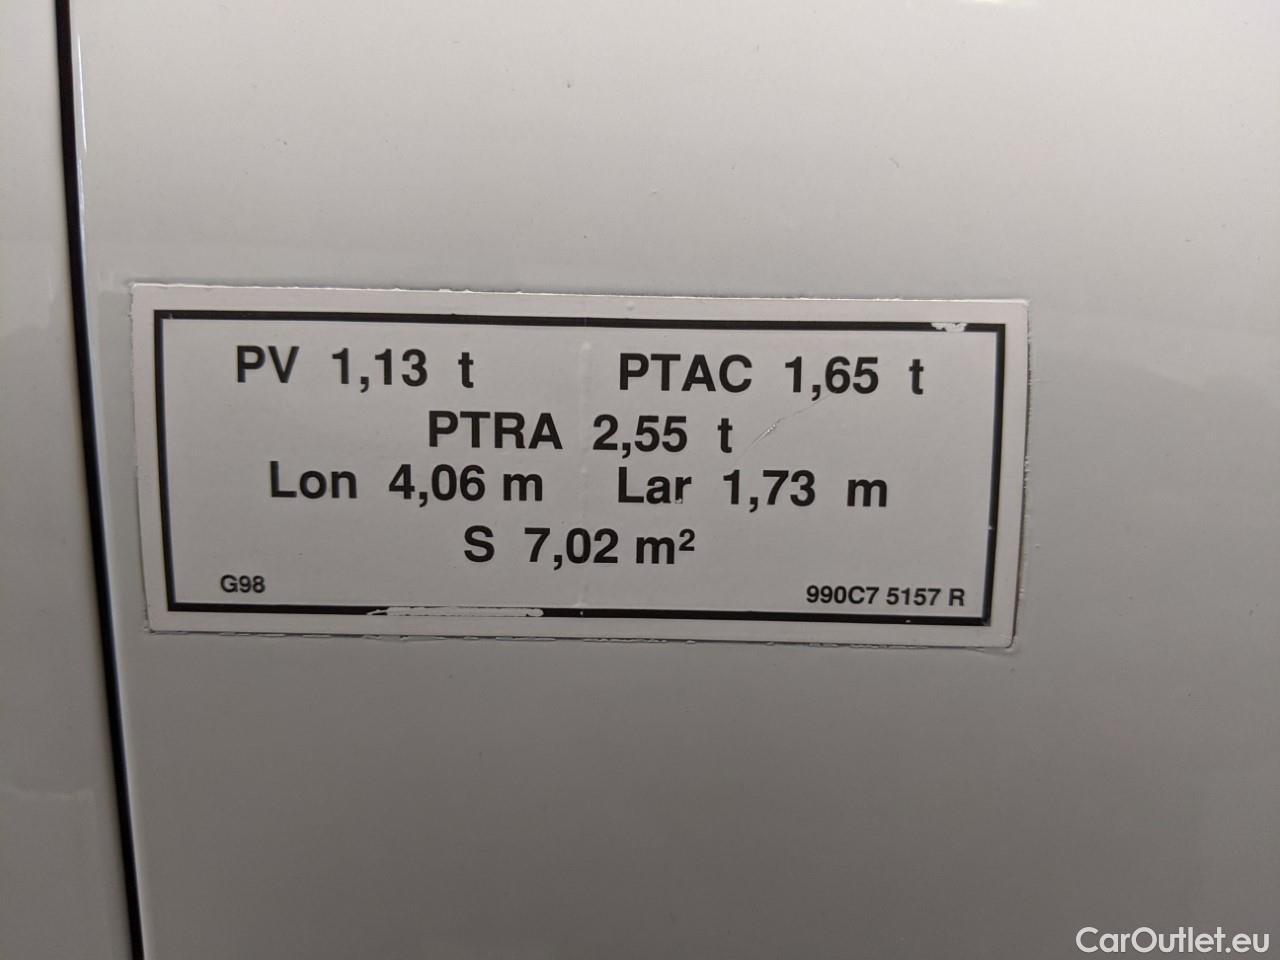 PV 1,13 t PTAC 1,65 t
PTRA 2,55 t
Lon 4,06 m Lar 1,73 m
S 7,02 m²
G98 990C7 5157 R
CarOutlet.eu